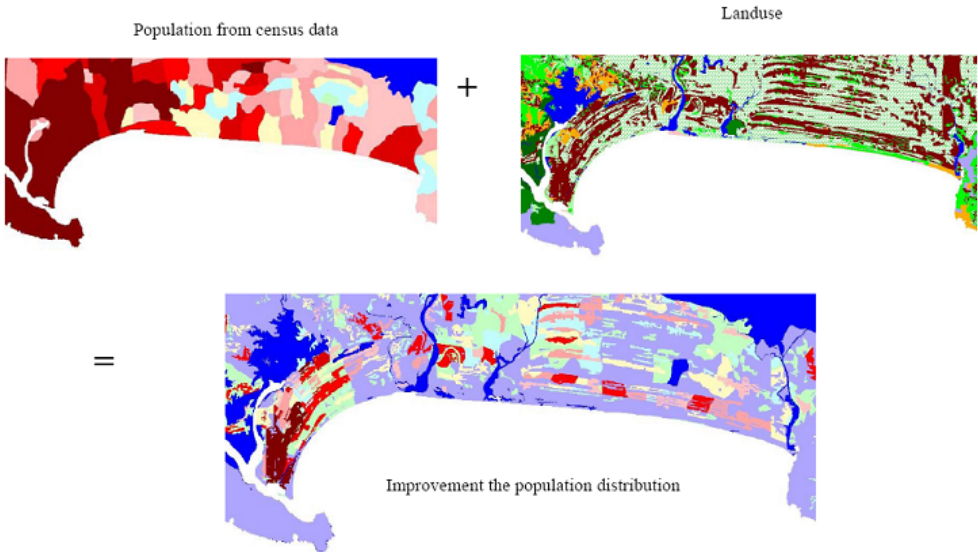 Population from census data
Landuse
+
=
Improvement the population distribution